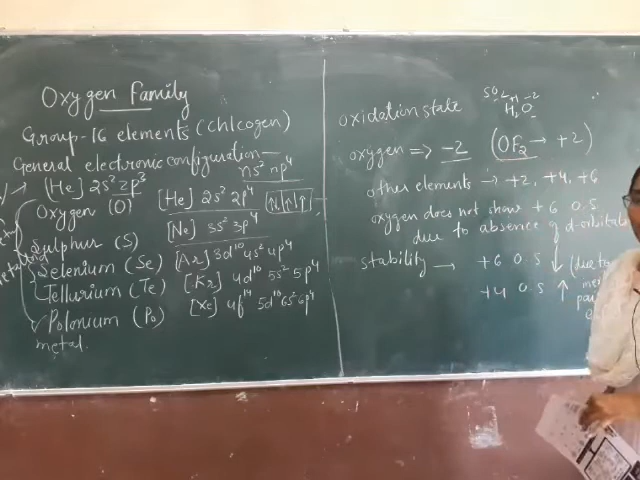 Oxygen family
Group-16 elements (Chlcogen)
General electronic configuration—
ns² np⁴
→ [He] 2s² 2p³
Oxygen (O) [He] 2s² 2p⁴
Sulphur (S) [Ne] 3s² 3p⁴
Selenium (Se) [Ar] 3d¹⁰ 4s² 4p⁴
Tellurium (Te) [Kr] 4d¹⁰ 5s² 5p⁴
Polonium (Po) [Xe] 4f¹⁴ 5d¹⁰ 6s² 6p⁴
metal.
SO₂ H₂O
oxidation state
oxygen => -2 (OF₂ → +2)
other elements → +2, +4, +6
oxygen does not show +6 O.S
due to absence of d-orbital
stability → +6 O.S ↓ (due to
+4 O.S ↑